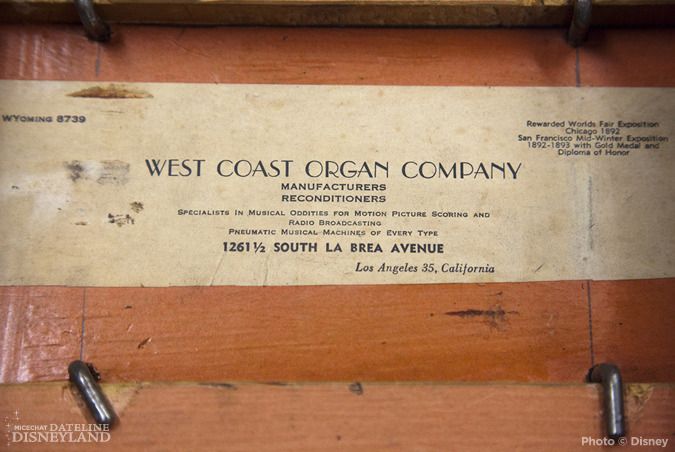 WYOMING 8739
Rewarded Worlds Fair Exposition
Chicago 1892
San Francisco Mid-Winter Exposition
1892-1893 with Gold Medal and
Diploma of Honor
WEST COAST ORGAN COMPANY
MANUFACTURERS
RECONDITIONERS
SPECIALISTS IN MUSICAL ODDITIES FOR MOTION PICTURE SCORING AND
RADIO BROADCASTING
PNEUMATIC MUSICAL MACHINES OF EVERY TYPE
1261½ SOUTH LA BREA AVENUE
Los Angeles 35, California
MICECHAT DATELINE
DISNEYLAND
Photo © Disney